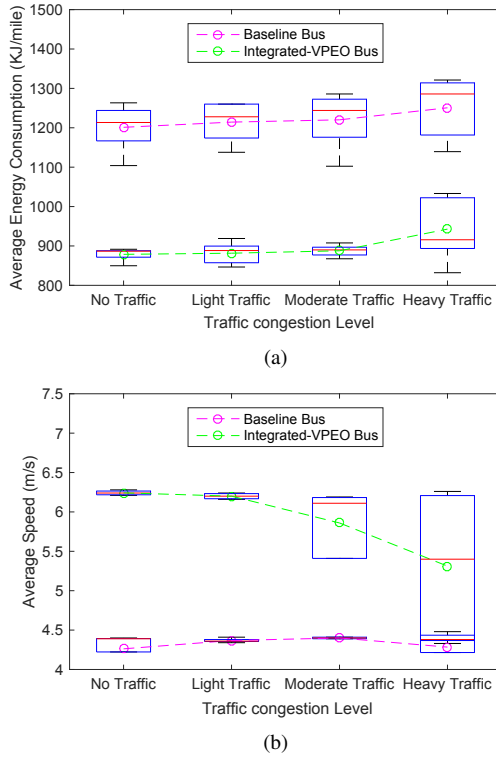 1500
1400
1300
1200
1100
1000
900
800
Average Energy Consumption (KJ/mile)
Baseline Bus
Integrated-VPEO Bus
No Traffic Light Traffic Moderate Traffic Heavy Traffic
Traffic congestion Level
(a)
7.5
7
6.5
6
5.5
5
4.5
4
Average Speed (m/s)
Baseline Bus
Integrated-VPEO Bus
No Traffic Light Traffic Moderate Traffic Heavy Traffic
Traffic congestion Level
(b)